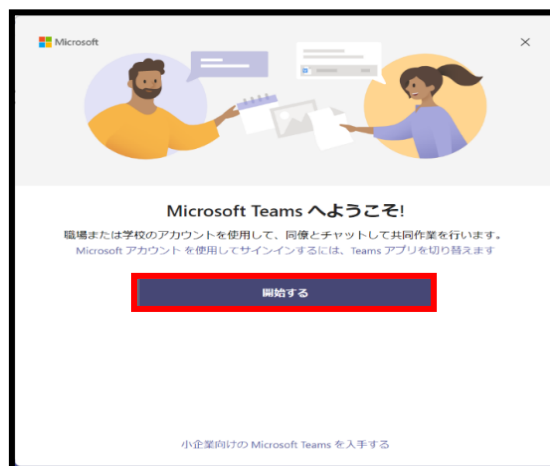 Microsoft
Microsoft Teams へようこそ!
職場または学校のアカウントを使用して、同僚とチャットして共同作業を行います。
Microsoft アカウント を使用してサインインするには、Teams アプリを切り替えます
開始する
小企業向けの Microsoft Teams を入手する